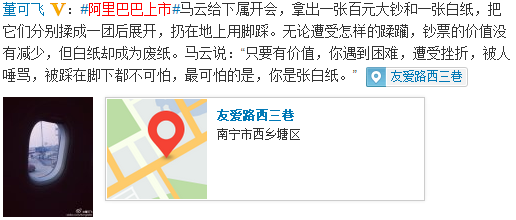 董可飞 V：#阿里巴巴上市#马云给下属开会，拿出一张百元大钞和一张白纸，把
它们分别揉成一团后展开，扔在地上用脚踩。无论遭受怎样的蹂躏，钞票的价值没
有减少，但白纸却成为废纸。马云说：“只要有价值，你遇到困难，遭受挫折，被人
唾骂，被踩在脚下都不可怕，最可怕的是，你是张白纸。” 友爱路西三巷
友爱路西三巷
南宁市西乡塘区